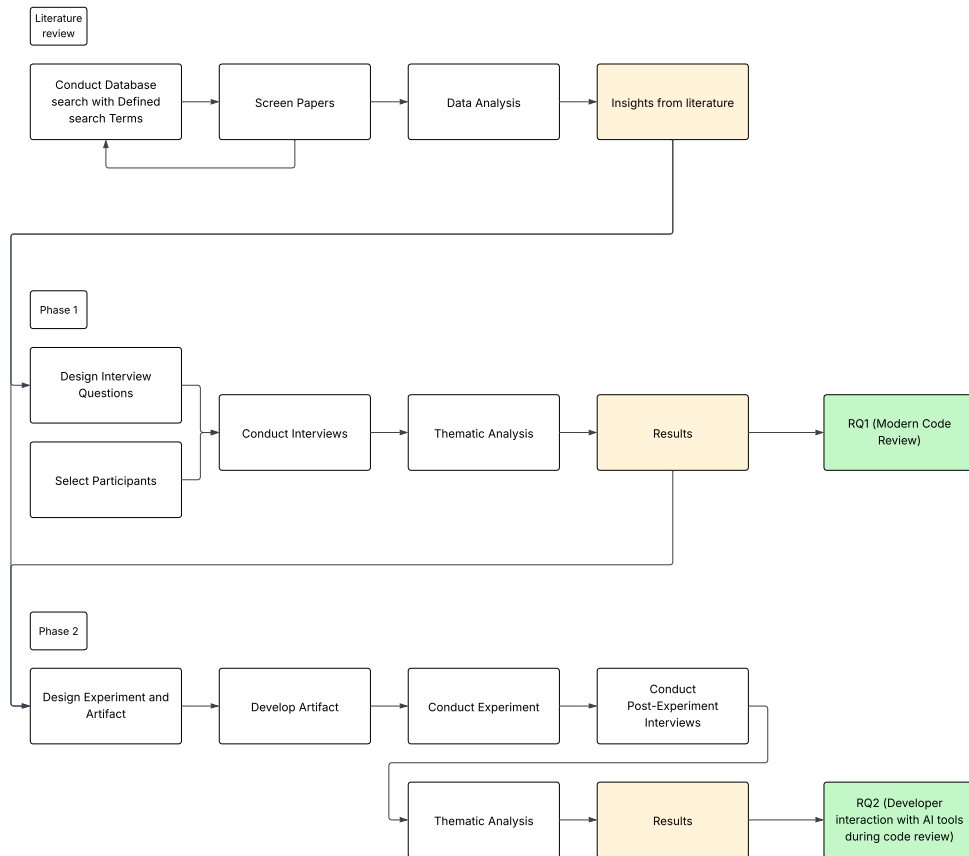 Literature
review
Conduct Database
search with Defined
search Terms
Screen Papers
Data Analysis
Insights from literature
Phase 1
Design Interview
Questions
Select Participants
Conduct Interviews
Thematic Analysis
Results
RQ1 (Modern Code
Review)
Phase 2
Design Experiment and
Artifact
Develop Artifact
Conduct Experiment
Conduct
Post-Experiment
Interviews
Thematic Analysis
Results
RQ2 (Developer
interaction with AI tools
during code review)